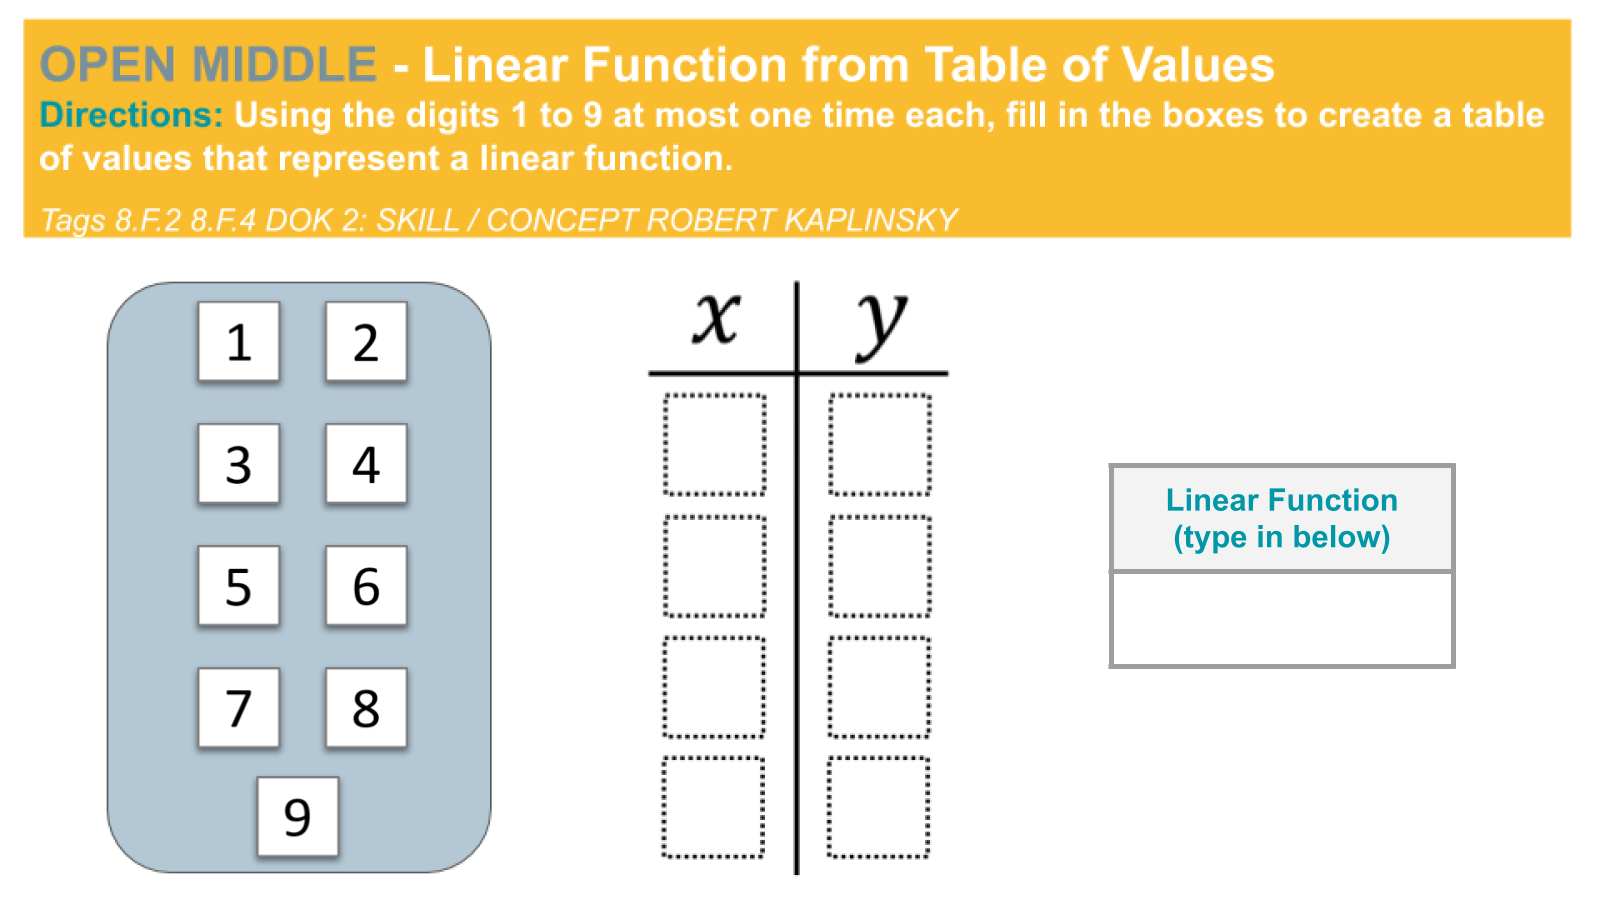 OPEN MIDDLE - Linear Function from Table of Values
Directions: Using the digits 1 to 9 at most one time each, fill in the boxes to create a table
of values that represent a linear function.
Tags 8.F.2 8.F.4 DOK 2: SKILL / CONCEPT ROBERT KAPLINSKY
1 2
3 4
5 6
7 8
9
x y
Linear Function
(type in below)